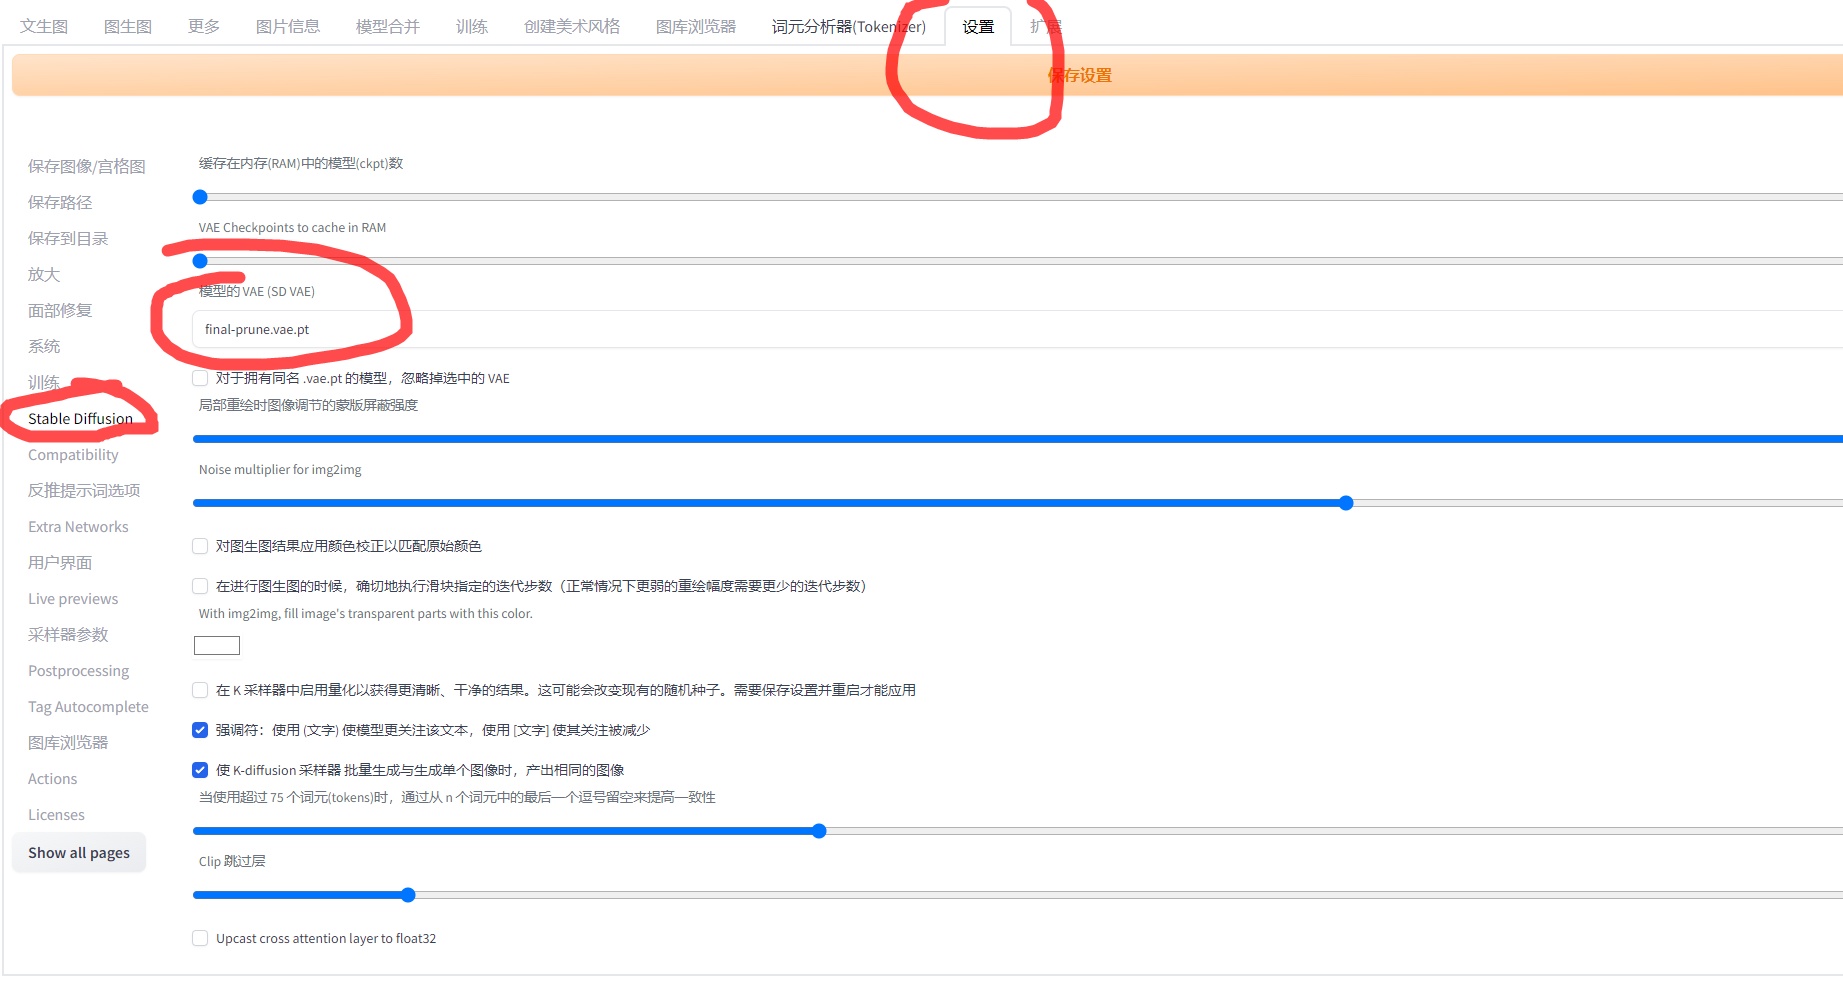 文生图 图生图 更多 图片信息 模型合并 训练 创建美术风格 图库浏览器 词元分析器(Tokenizer) 设置 扩展
保存设置
保存图像/宫格图
保存路径
保存到目录
放大
面部修复
系统
训练
Stable Diffusion
Compatibility
反推提示词选项
Extra Networks
用户界面
Live previews
采样器参数
Postprocessing
Tag Autocomplete
图库浏览器
Actions
Licenses
Show all pages
缓存在内存(RAM)中的模型(ckpt)数
VAE Checkpoints to cache in RAM
模型的 VAE (SD VAE)
final-prune.vae.pt
对于拥有同名 .vae.pt 的模型，忽略掉选中的 VAE
局部重绘时图像调节的蒙版屏蔽强度
Noise multiplier for img2img
对图生图结果应用颜色校正以匹配原始颜色
在进行图生图的时候，确切地执行滑块指定的迭代步数（正常情况下更弱的重绘幅度需要更少的迭代步数）
With img2img, fill image's transparent parts with this color.
在 K 采样器中启用量化以获得更清晰、干净的结果。这可能会改变现有的随机种子。需要保存设置并重启才能应用
强调符：使用 (文字) 使模型更关注该文本，使用 [文字] 使其关注被减少
使 K-diffusion 采样器 批量生成与生成单个图像时，产出相同的图像
当使用超过 75 个词元(tokens)时，通过从 n 个词元中的最后一个逗号留空来提高一致性
Clip 跳过层
Upcast cross attention layer to float32